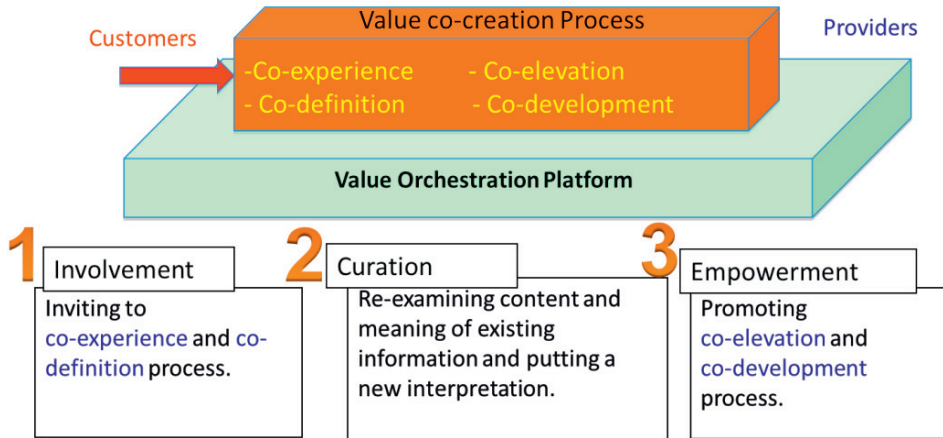 Value co-creation Process
Customers
Providers
-Co-experience - Co-elevation
- Co-definition - Co-development
Value Orchestration Platform
1 Involvement
Inviting to
co-experience and co-
definition process.
2 Curation
Re-examining content and
meaning of existing
information and putting a
new interpretation.
3 Empowerment
Promoting
co-elevation and
co-development
process.